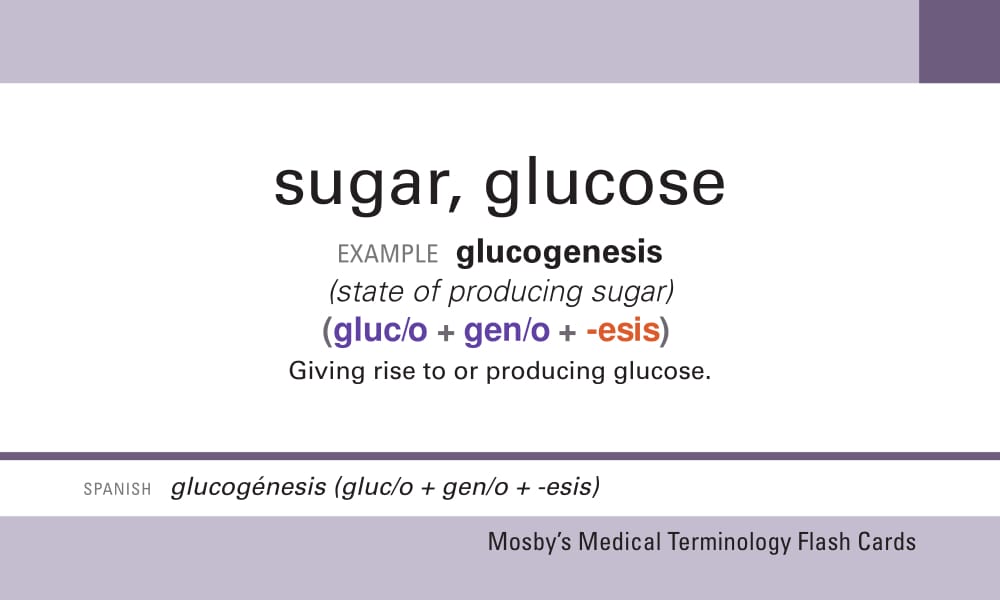 sugar, glucose
EXAMPLE glucogenesis
(state of producing sugar)
(gluc/o + gen/o + -esis)
Giving rise to or producing glucose.
SPANISH glucogénesis (gluc/o + gen/o + -esis)
Mosby's Medical Terminology Flash Cards